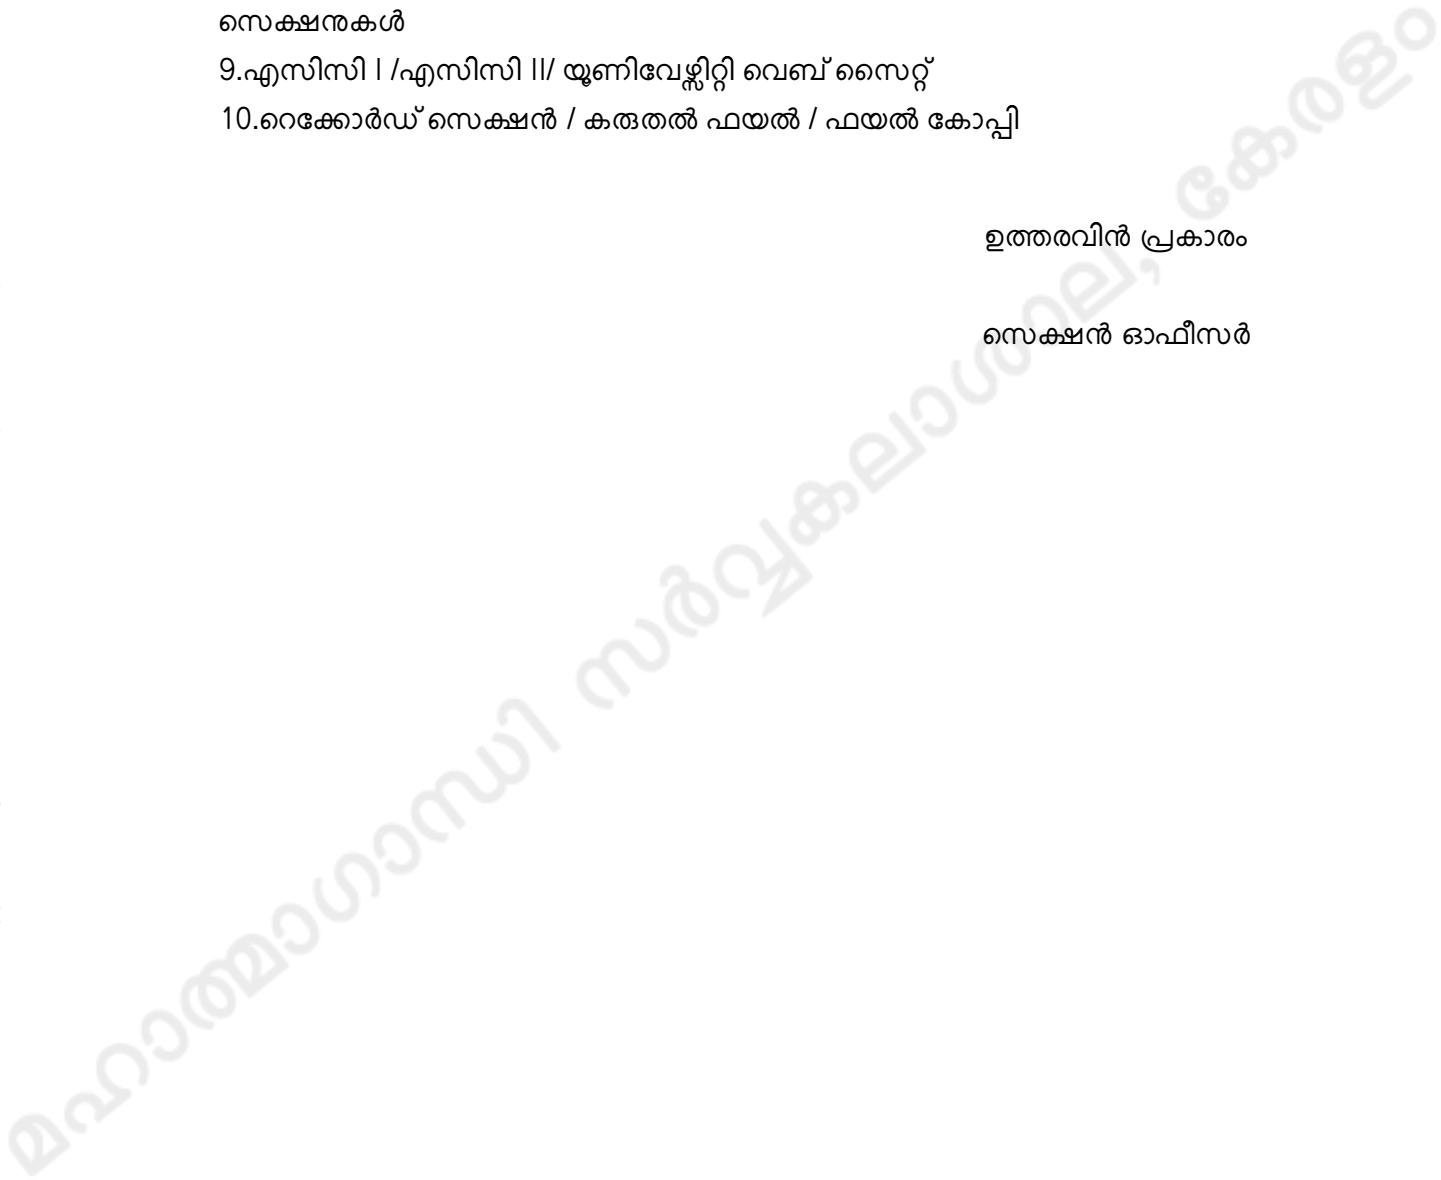 സെക്ഷനുകൾ
9.എസിസി I /എസിസി II/ യൂണിവേഴ്സിറ്റി വെബ് സൈറ്റ്
10.റെക്കോർഡ് സെക്ഷൻ / കരുതൽ ഫയൽ / ഫയൽ കോപ്പി
ഉത്തരവിൻ പ്രകാരം
സെക്ഷൻ ഓഫീസർ
മഹാത്മാഗാന്ധി സർവ്വകലാശാല, കേരളം